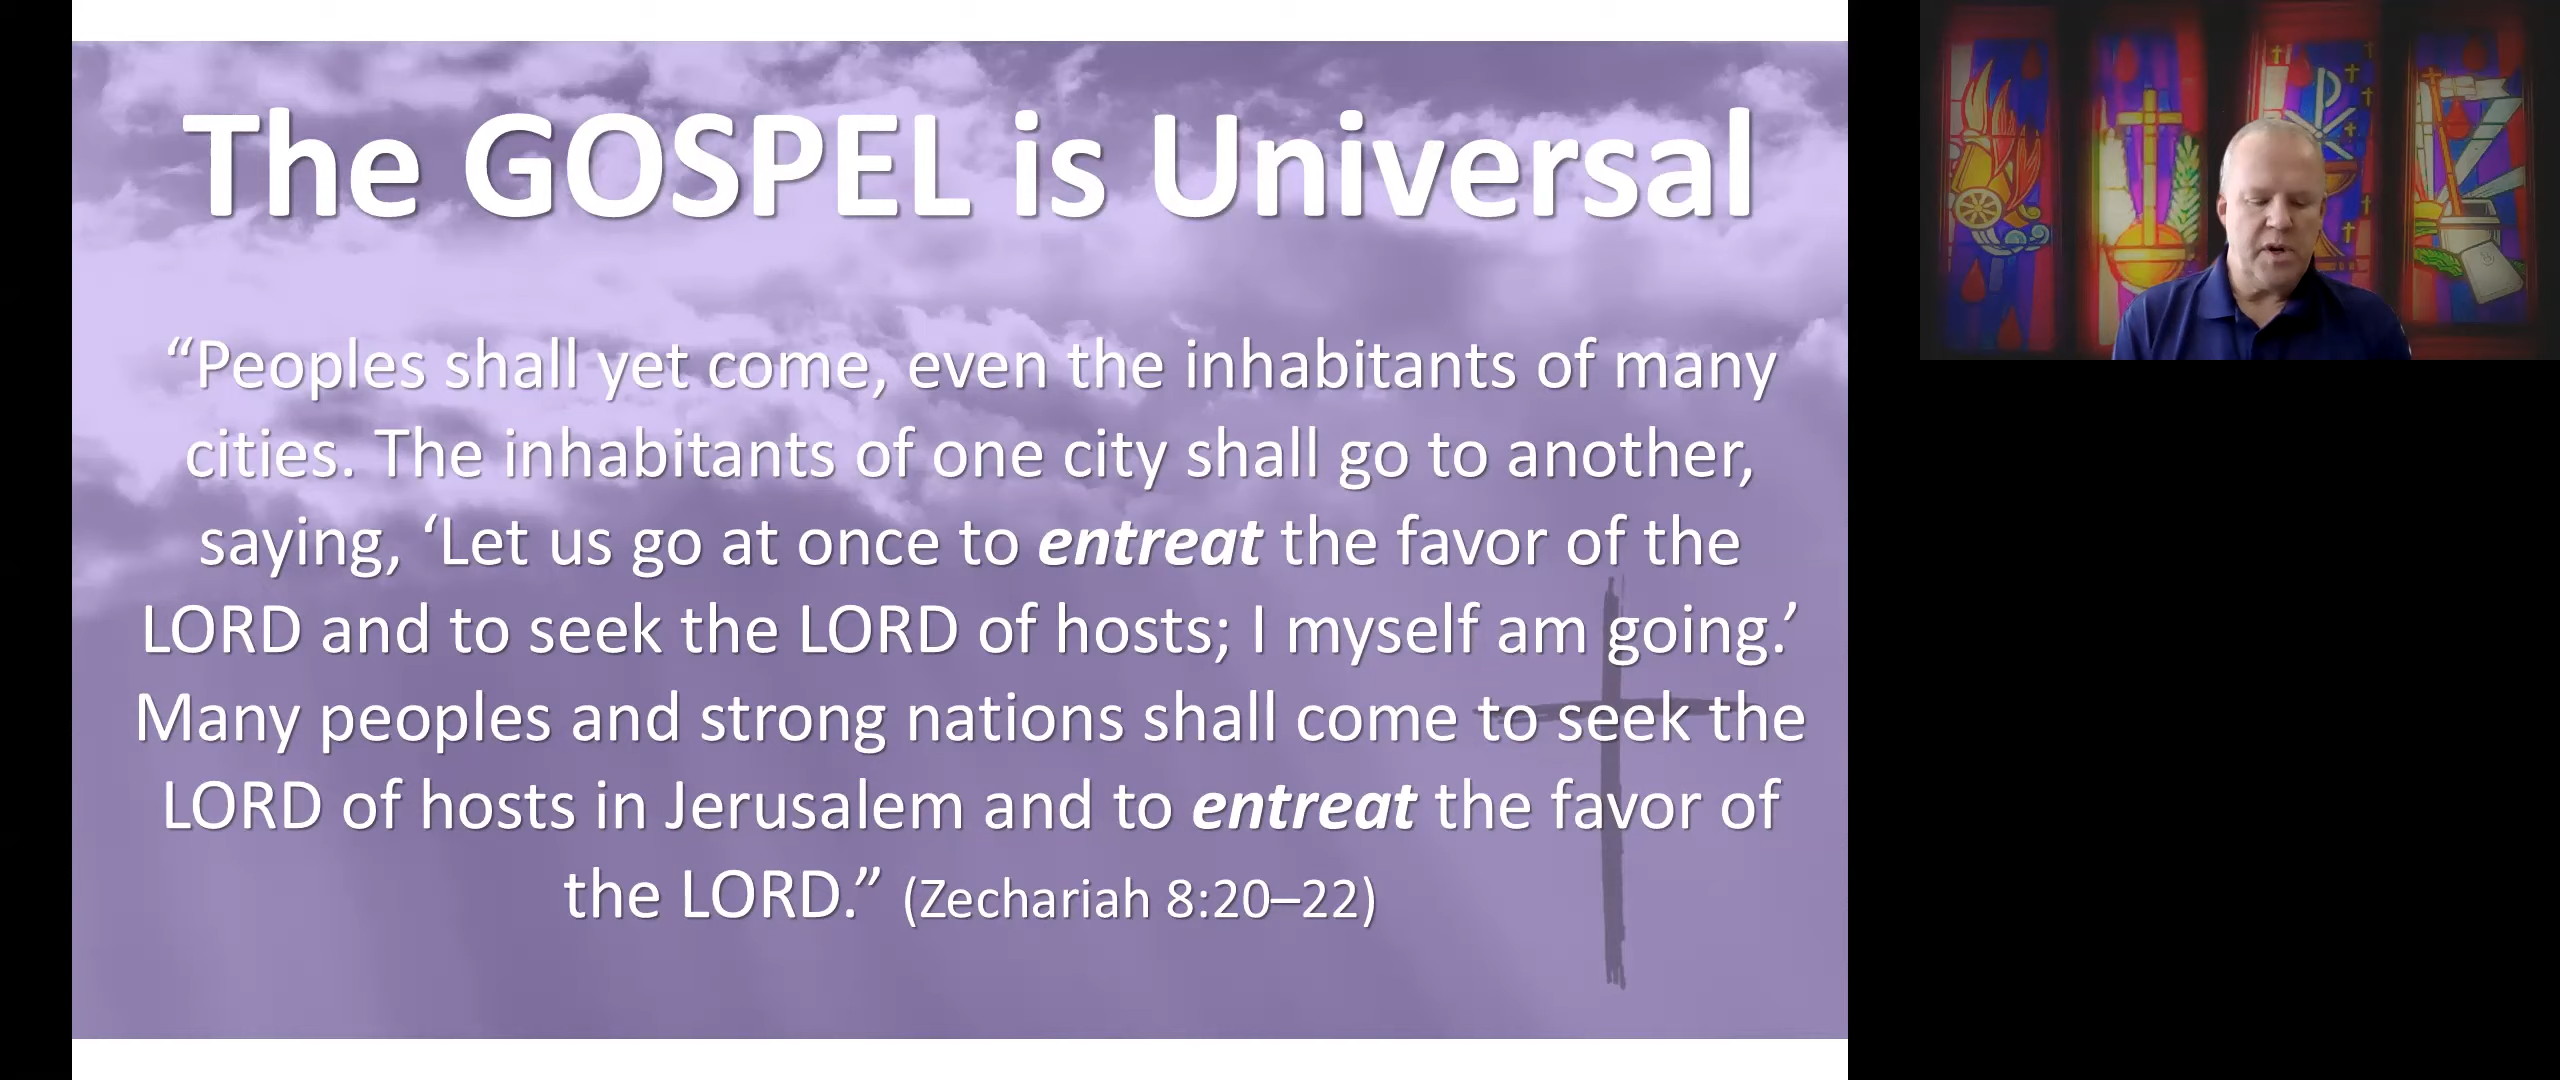 The GOSPEL is Universal
“Peoples shall yet come, even the inhabitants of many
cities. The inhabitants of one city shall go to another,
saying, ‘Let us go at once to entreat the favor of the
LORD and to seek the LORD of hosts; I myself am going.’
Many peoples and strong nations shall come to seek the
LORD of hosts in Jerusalem and to entreat the favor of
the LORD.” (Zechariah 8:20–22)